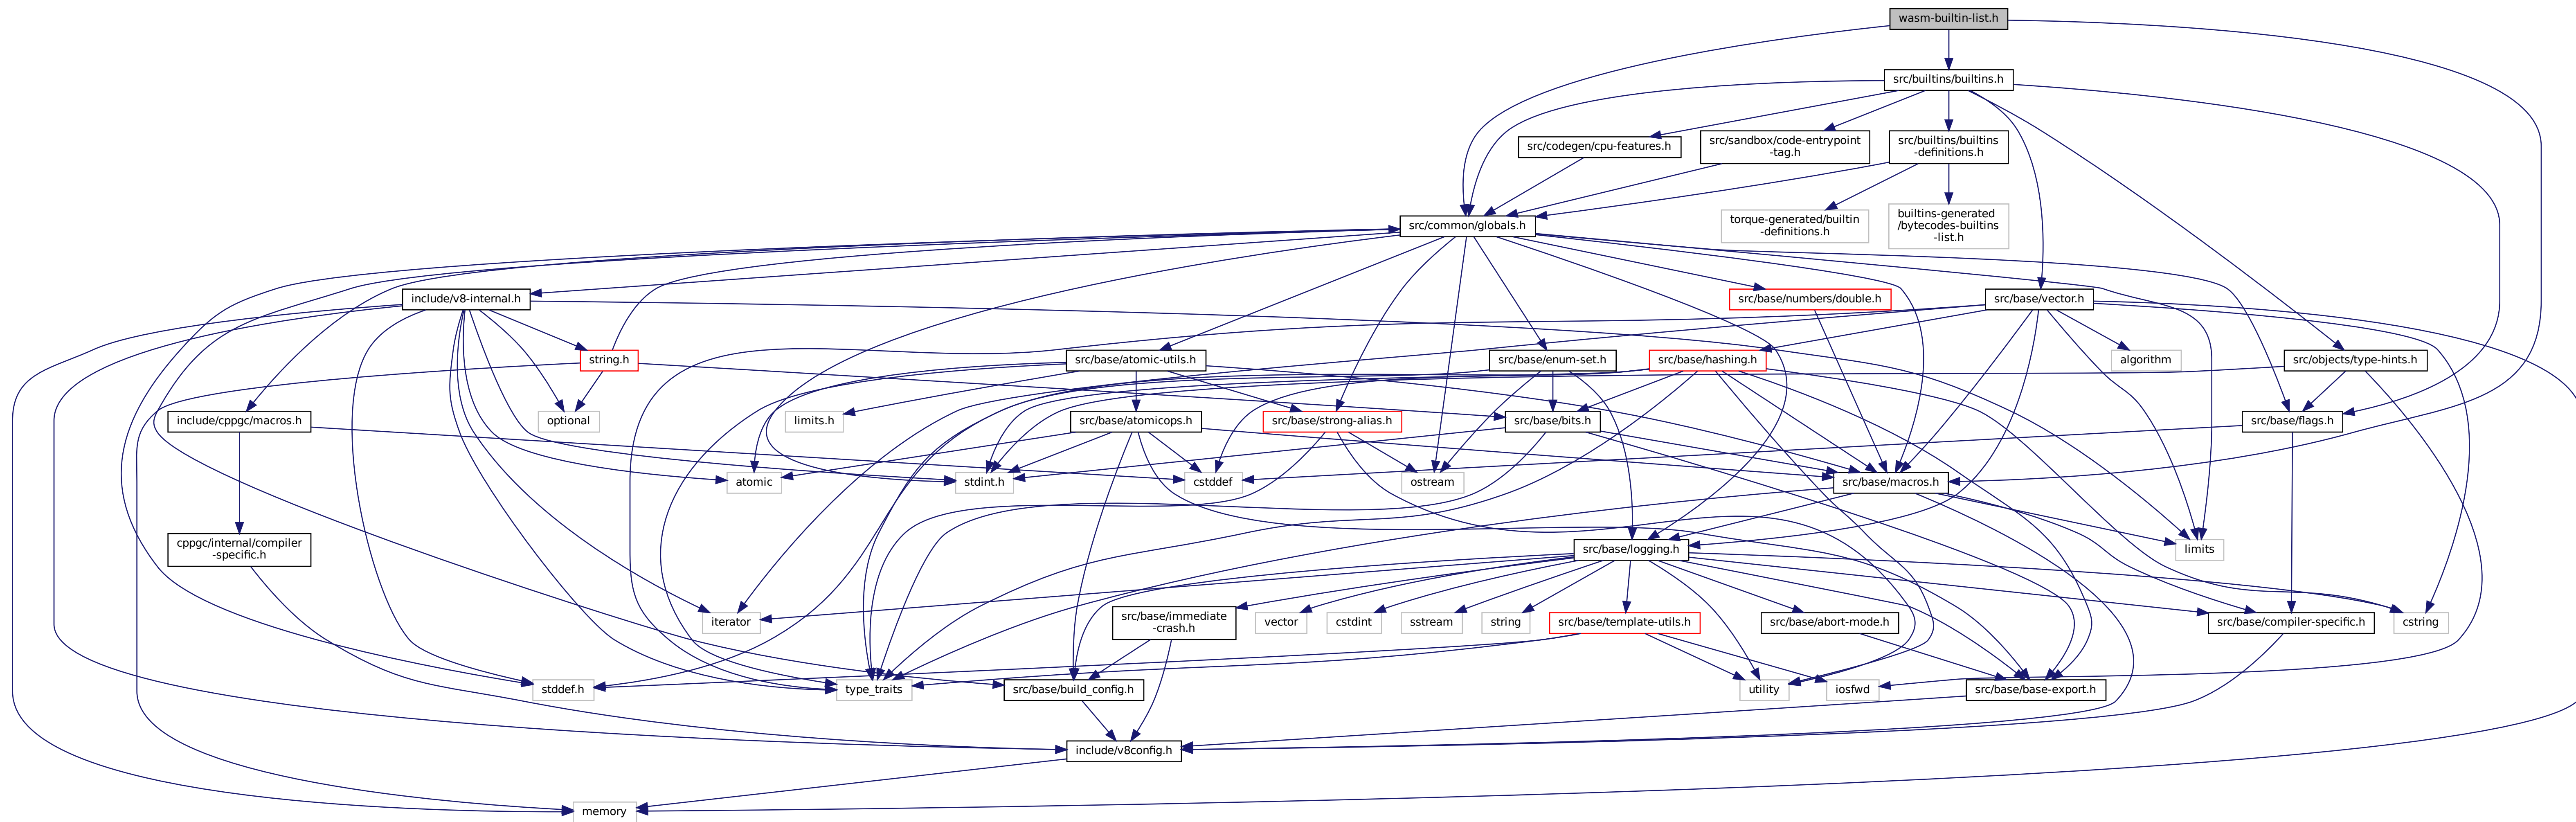 wasm-builtin-list.h
src/builtins/builtins.h
src/codegen/cpu-features.h
src/sandbox/code-entrypoint
-tag.h
src/builtins/builtins
-definitions.h
src/common/globals.h
torque-generated/builtin
-definitions.h
builtins-generated
/bytecodes-builtins
-list.h
include/v8-internal.h
src/base/numbers/double.h
src/base/vector.h
string.h
src/base/atomic-utils.h
src/base/enum-set.h
src/base/hashing.h
algorithm
src/objects/type-hints.h
include/cppgc/macros.h
optional
limits.h
src/base/atomicops.h
src/base/strong-alias.h
src/base/bits.h
src/base/flags.h
atomic
stdint.h
cstddef
ostream
src/base/macros.h
cppgc/internal/compiler
-specific.h
src/base/logging.h
limits
iterator
src/base/immediate
-crash.h
vector
cstdint
sstream
string
src/base/template-utils.h
src/base/abort-mode.h
src/base/compiler-specific.h
cstring
stddef.h
type_traits
src/base/build_config.h
utility
iosfwd
src/base/base-export.h
include/v8config.h
memory